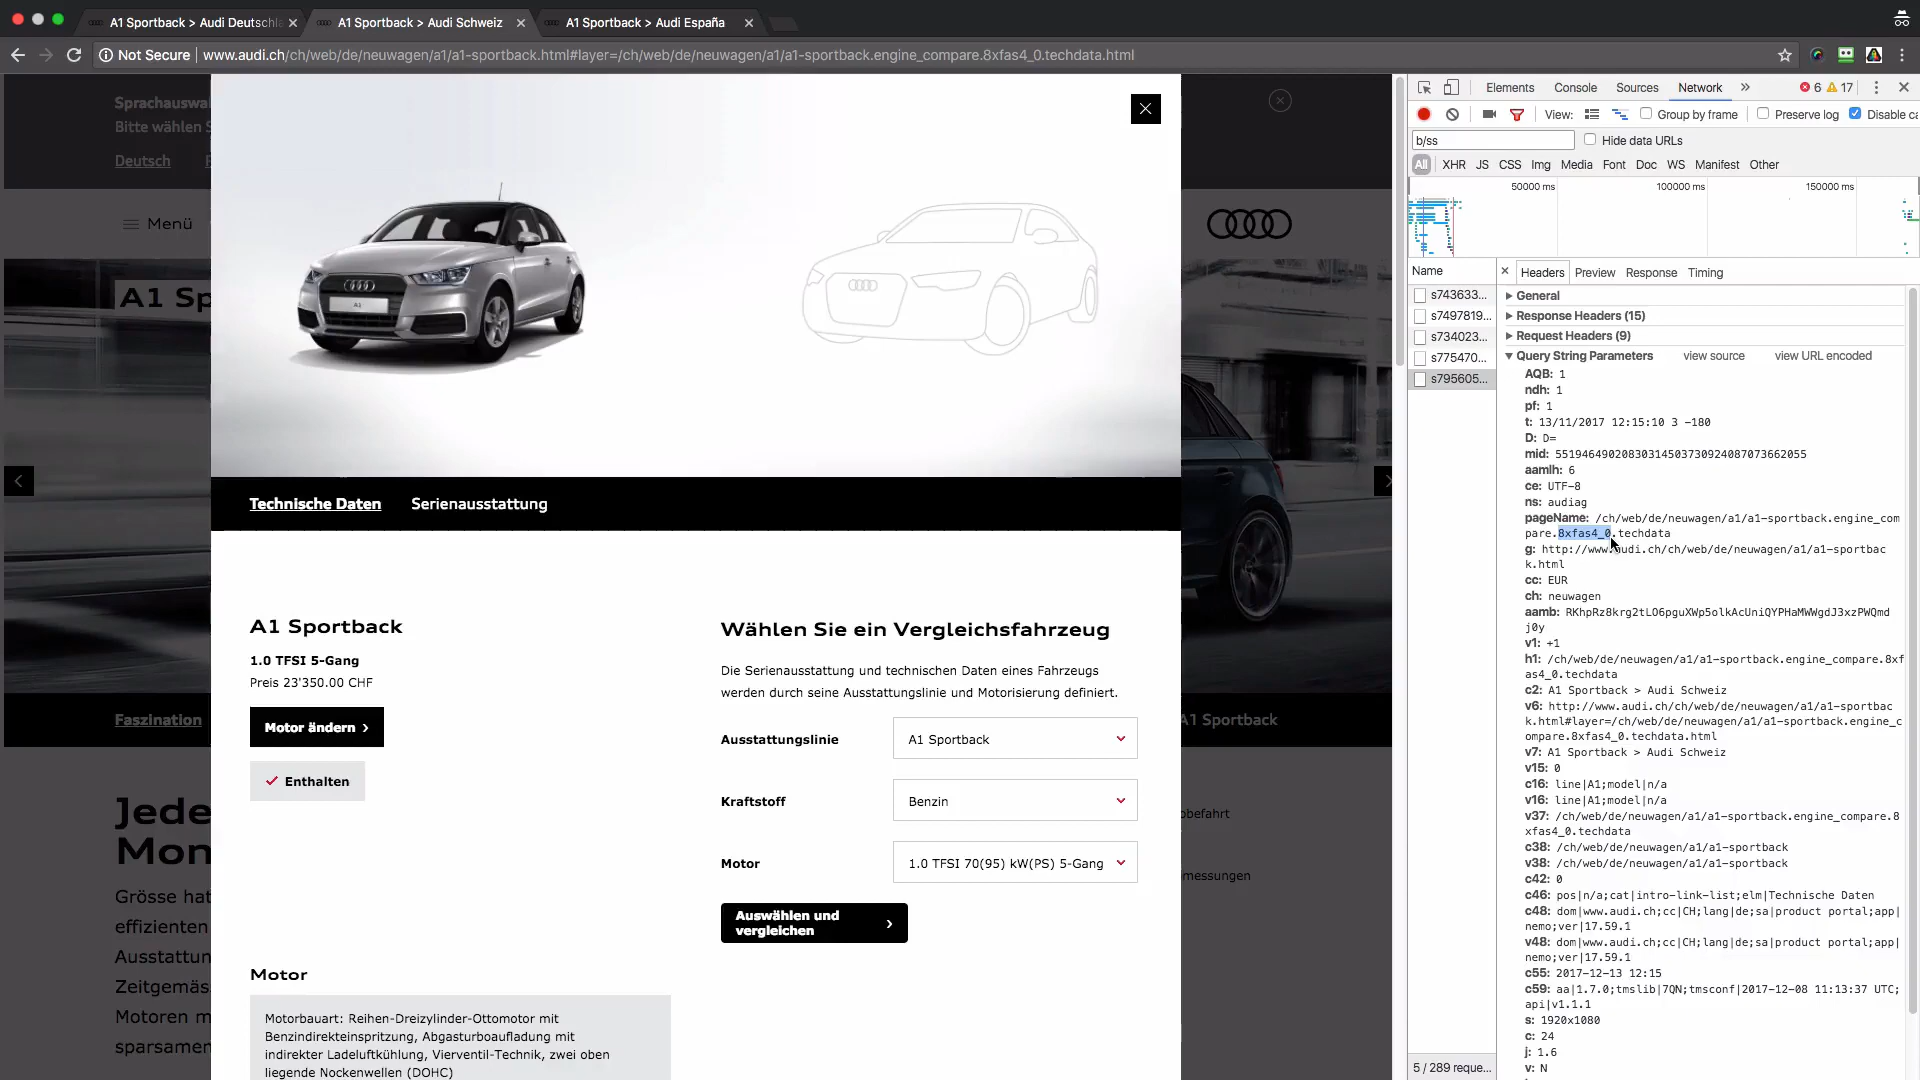 A1 Sportback > Audi Deutschl
A1 Sportback > Audi Schweiz
A1 Sportback > Audi España
Not Secure
www.audi.ch/ch/web/de/neuwagen/a1/a1-sportback.html#layer=/ch/web/de/neuwagen/a1/a1-sportback.engine_compare.8xfas4_0.techdata.html
Sprachauswa
Bitte wählen S
Deutsch
Menü
A1 Sp
Faszination
Jede
Mon
Grösse hat
effizienten
Ausstattun
Zeitgemäs
Motoren m
sparsamen
A1
Technische Daten
Serienausstattung
A1 Sportback
1.0 TFSI 5-Gang
Preis 23'350.00 CHF
Motor ändern
Enthalten
Wählen Sie ein Vergleichsfahrzeug
Die Serienausstattung und technischen Daten eines Fahrzeugs
werden durch seine Ausstattungslinie und Motorisierung definiert.
Ausstattungslinie
A1 Sportback
Kraftstoff
Benzin
Motor
1.0 TFSI 70(95) kW(PS) 5-Gang
Auswählen und
vergleichen
Motor
Motorbauart: Reihen-Dreizylinder-Ottomotor mit
Benzindirekteinspritzung, Abgasturboaufladung mit
indirekter Ladeluftkühlung, Vierventil-Technik, zwei oben
liegende Nockenwellen (DOHC)
A1 Sportback
obefahrt
messungen
Elements
Console
Sources
Network
6
17
View:
Group by frame
Preserve log
Disable ca
b/ss
Hide data URLs
All
XHR
JS
CSS
Img
Media
Font
Doc
WS
Manifest
Other
50000 ms
100000 ms
150000 ms
Name
s743633...
s7497819...
s734023...
s775470...
s795605...
5 / 289 reque...
Headers
Preview
Response
Timing
General
Response Headers (15)
Request Headers (9)
Query String Parameters
view source
view URL encoded
AQB: 1
ndh: 1
pf: 1
t: 13/11/2017 12:15:10 3 -180
D: D=
mid: 55194649020830314503730924087073662055
aamlh: 6
ce: UTF-8
ns: audiag
pageName: /ch/web/de/neuwagen/a1/a1-sportback.engine_com
pare.8xfas4_0.techdata
g: http://www.audi.ch/ch/web/de/neuwagen/a1/a1-sportbac
k.html
cc: EUR
ch: neuwagen
aamb: RKhpRz8krg2tLO6pguXWp5olkAcUniQYPHaMWWgdJ3xzPWQmd
j0y
v1: +1
h1: /ch/web/de/neuwagen/a1/a1-sportback.engine_compare.8xf
as4_0.techdata
c2: A1 Sportback > Audi Schweiz
v6: http://www.audi.ch/ch/web/de/neuwagen/a1/a1-sportbac
k.html#layer=/ch/web/de/neuwagen/a1/a1-sportback.engine_c
ompare.8xfas4_0.techdata.html
v7: A1 Sportback > Audi Schweiz
v15: 0
c16: line|A1;model|n/a
v16: line|A1;model|n/a
v37: /ch/web/de/neuwagen/a1/a1-sportback.engine_compare.8
xfas4_0.techdata
c38: /ch/web/de/neuwagen/a1/a1-sportback
v38: /ch/web/de/neuwagen/a1/a1-sportback
c42: 0
c46: pos|n/a;cat|intro-link-list;elm|Technische Daten
c48: dom|www.audi.ch;cc|CH;lang|de;sa|product portal;app|
nemo;ver|17.59.1
v48: dom|www.audi.ch;cc|CH;lang|de;sa|product portal;app|
nemo;ver|17.59.1
c55: 2017-12-13 12:15
c59: aa|1.7.0;tmslib|7QN;tmsconf|2017-12-08 11:13:37 UTC;
api|v1.1.1
s: 1920x1080
c: 24
j: 1.6
v: N